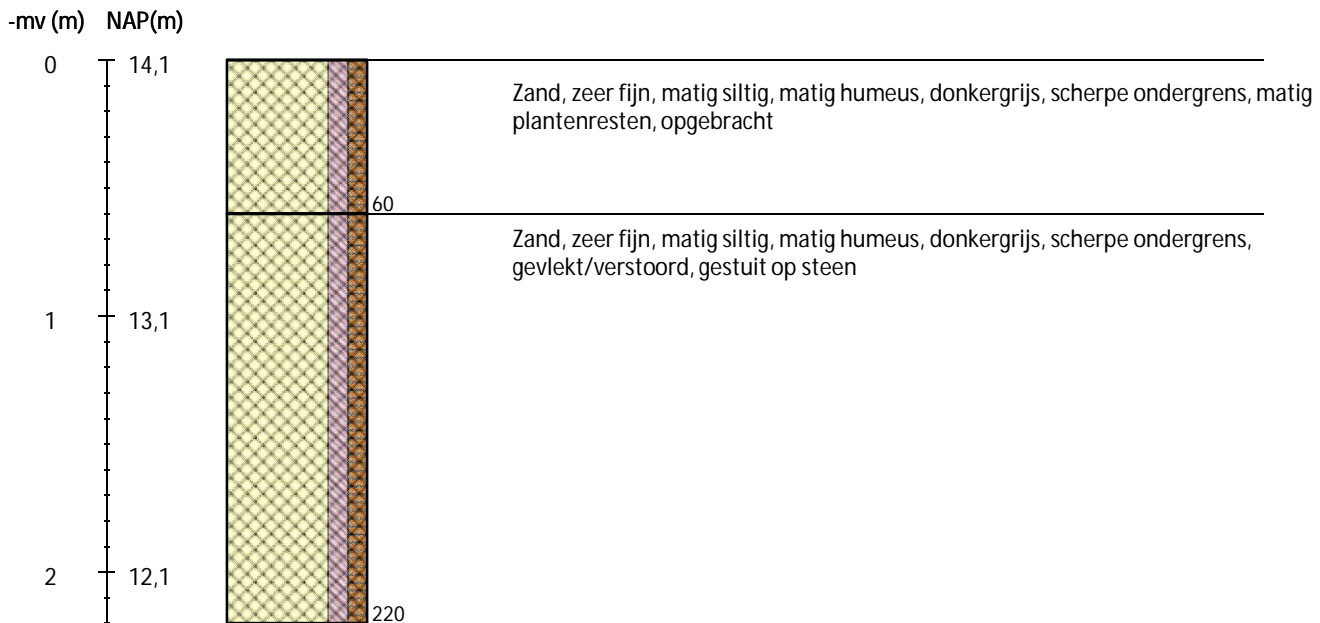 -mv (m) NAP(m)
0 14,1
Zand, zeer fijn, matig siltig, matig humeus, donkergrijs, scherpe ondergrens, matig
plantenresten, opgebracht
60
Zand, zeer fijn, matig siltig, matig humeus, donkergrijs, scherpe ondergrens,
gevlekt/verstoord, gestuit op steen
1 13,1
2 12,1
220